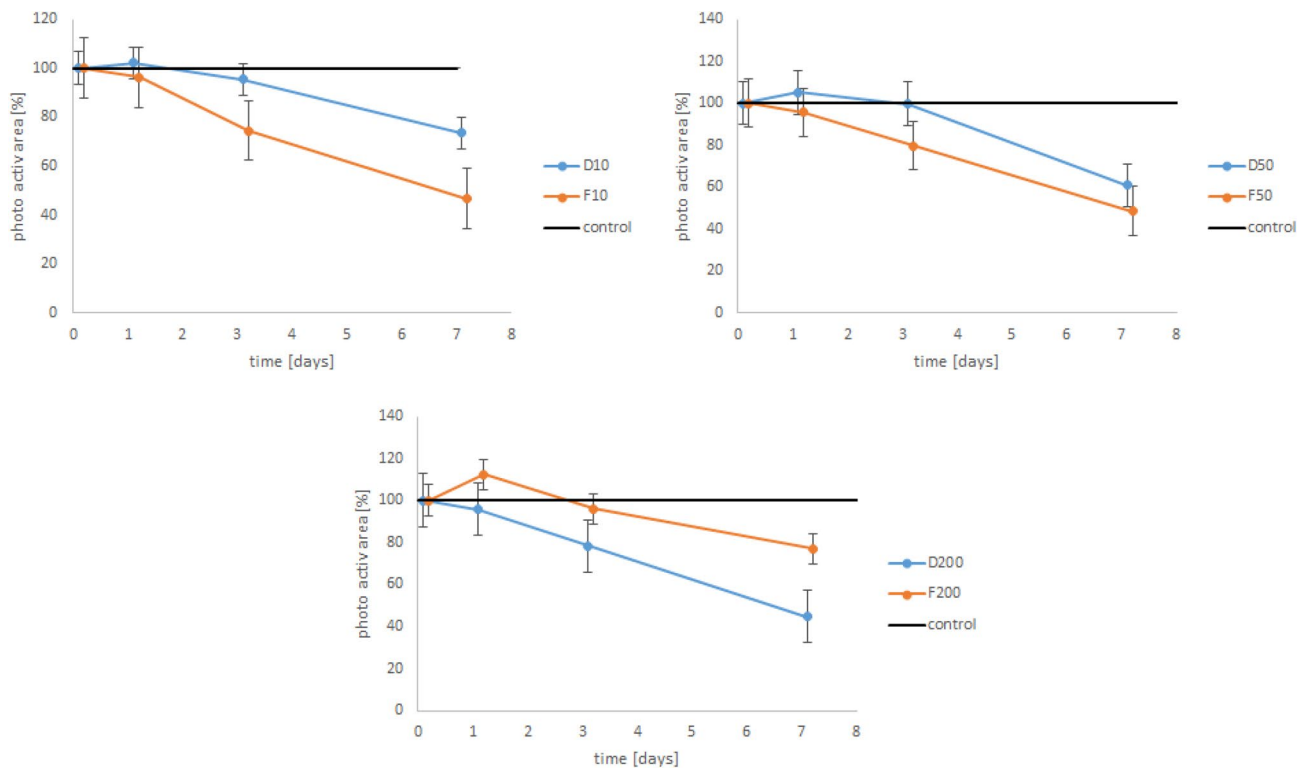 120
100
80
60
40
20
0
photo activ area [%]
0 1 2 3 4 5 6 7 8
time [days]
D10
F10
control
140
120
100
80
60
40
20
0
photo activ area [%]
0 1 2 3 4 5 6 7 8
time [days]
D50
F50
control
140
120
100
80
60
40
20
0
photo activ area [%]
0 1 2 3 4 5 6 7 8
time [days]
D200
F200
control